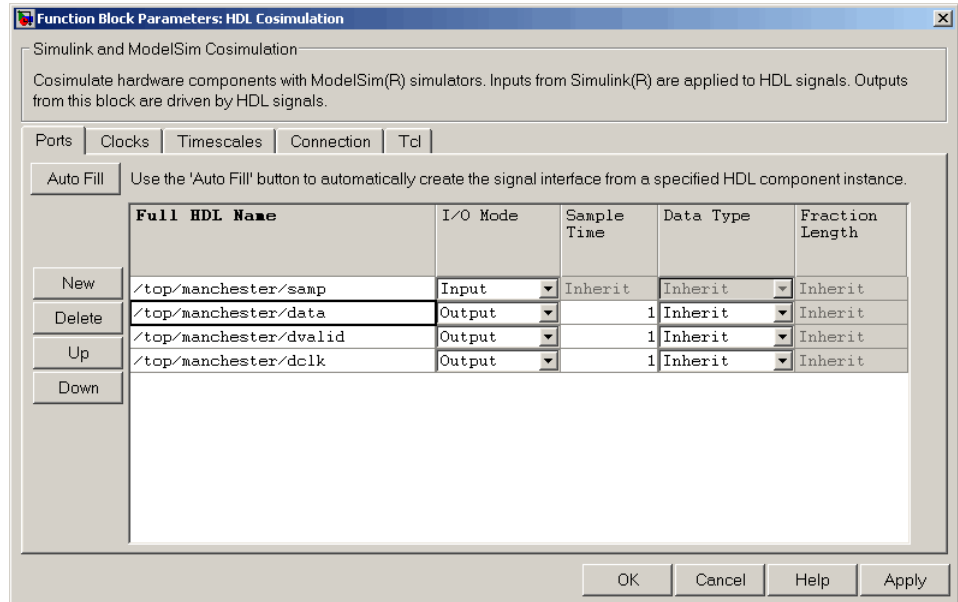 Function Block Parameters: HDL Cosimulation
Simulink and ModelSim Cosimulation
Cosimulate hardware components with ModelSim(R) simulators. Inputs from Simulink(R) are applied to HDL signals. Outputs
from this block are driven by HDL signals.
Ports Clocks Timescales Connection Tcl
Auto Fill Use the 'Auto Fill' button to automatically create the signal interface from a specified HDL component instance.
Full HDL Name I/O Mode Sample Time Data Type Fraction Length
New /top/manchester/samp Input Inherit Inherit Inherit
Delete /top/manchester/data Output 1 Inherit Inherit
/top/manchester/dvalid Output 1 Inherit Inherit
Up /top/manchester/dclk Output 1 Inherit Inherit
Down
OK Cancel Help Apply